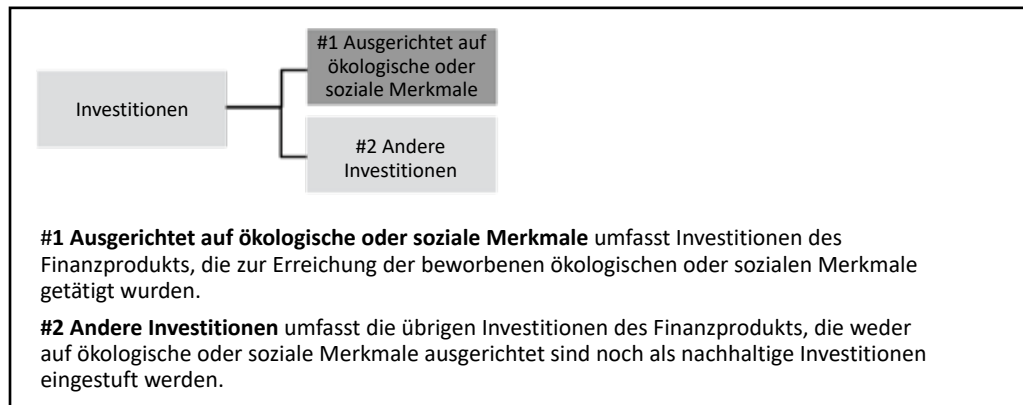 #1 Ausgerichtet auf
ökologische oder
soziale Merkmale
Investitionen
#2 Andere
Investitionen
#1 Ausgerichtet auf ökologische oder soziale Merkmale umfasst Investitionen des
Finanzprodukts, die zur Erreichung der beworbenen ökologischen oder sozialen Merkmale
getätigt wurden.
#2 Andere Investitionen umfasst die übrigen Investitionen des Finanzprodukts, die weder
auf ökologische oder soziale Merkmale ausgerichtet sind noch als nachhaltige Investitionen
eingestuft werden.